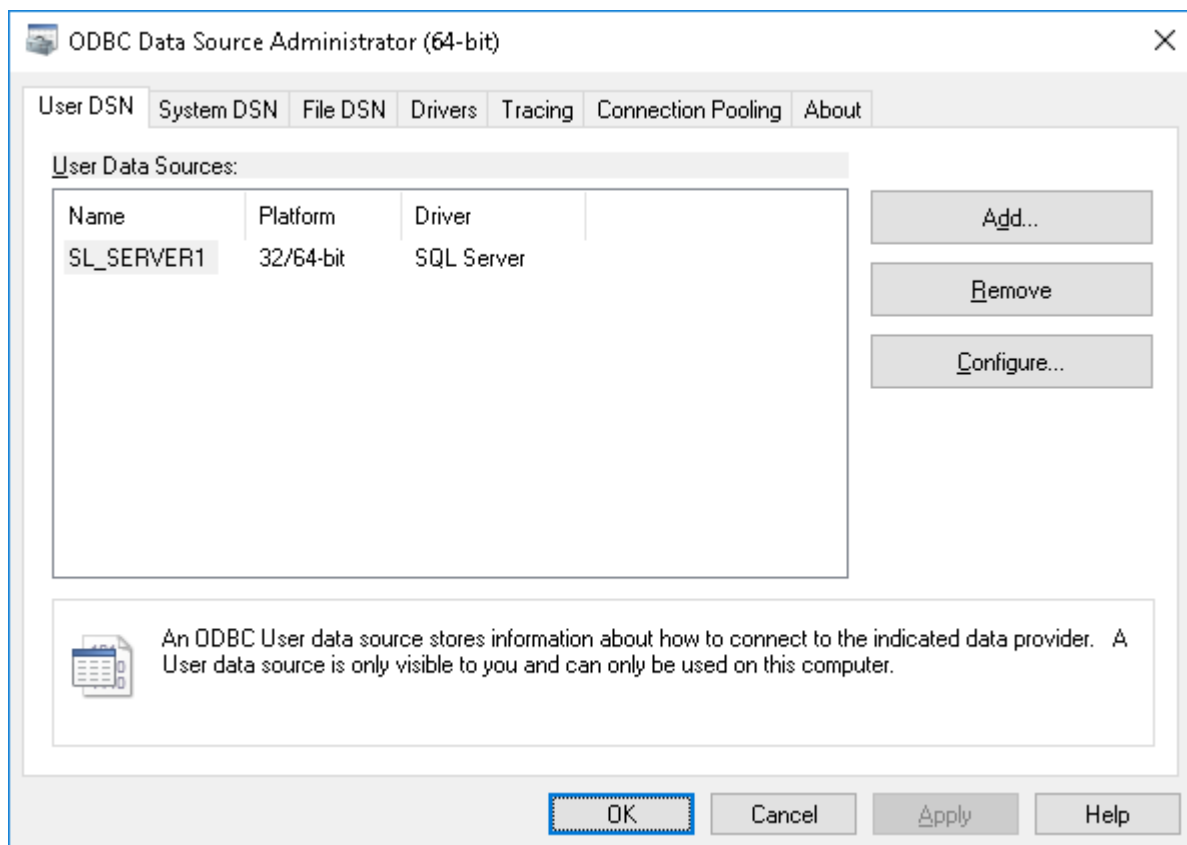 ODBC Data Source Administrator (64-bit)
User DSN System DSN File DSN Drivers Tracing Connection Pooling About
User Data Sources:
Name Platform Driver
SL_SERVER1 32/64-bit SQL Server
Add...
Remove
Configure...
An ODBC User data source stores information about how to connect to the indicated data provider. A
User data source is only visible to you and can only be used on this computer.
OK Cancel Apply Help